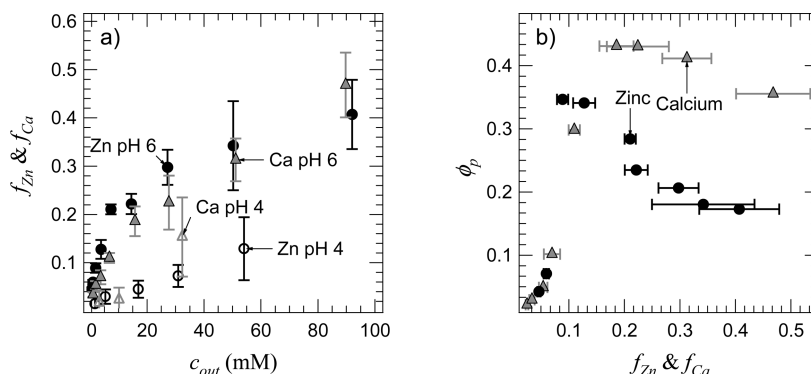 a)
0.6
0.5
0.4
0.3
0.2
0.1
f_Zn & f_Ca
Zn pH 6
Ca pH 6
Ca pH 4
Zn pH 4
0 20 40 60 80 100
c_out (mM)
b)
0.4
0.3
0.2
0.1
ϕ_p
Zinc
Calcium
0.1 0.2 0.3 0.4 0.5
f_Zn & f_Ca